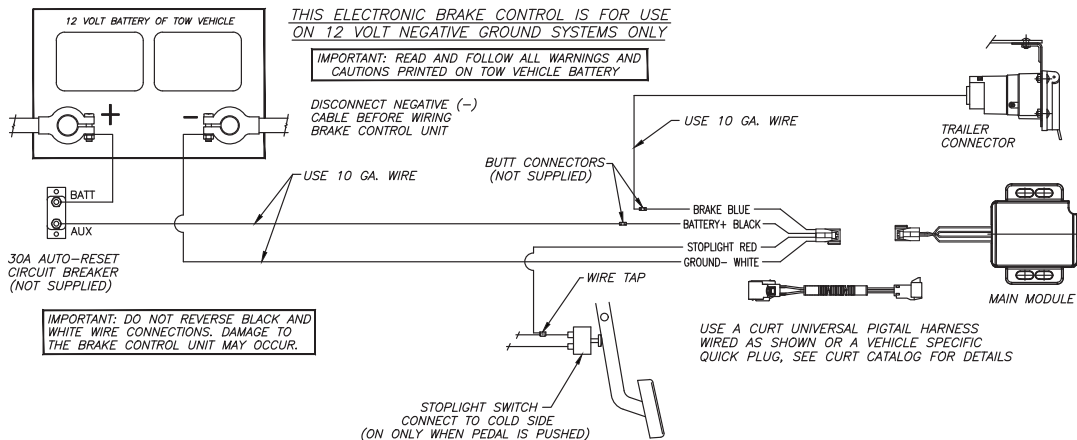 12 VOLT BATTERY OF TOW VEHICLE
+
-
THIS ELECTRONIC BRAKE CONTROL IS FOR USE
ON 12 VOLT NEGATIVE GROUND SYSTEMS ONLY
IMPORTANT: READ AND FOLLOW ALL WARNINGS AND
CAUTIONS PRINTED ON TOW VEHICLE BATTERY
DISCONNECT NEGATIVE (-)
CABLE BEFORE WIRING
BRAKE CONTROL UNIT
USE 10 GA. WIRE
TRAILER
CONNECTOR
BUTT CONNECTORS
(NOT SUPPLIED)
USE 10 GA. WIRE
BATT
AUX
30A AUTO-RESET
CIRCUIT BREAKER
(NOT SUPPLIED)
BRAKE BLUE
BATTERY+ BLACK
STOPLIGHT RED
GROUND- WHITE
MAIN MODULE
WIRE TAP
IMPORTANT: DO NOT REVERSE BLACK AND
WHITE WIRE CONNECTIONS. DAMAGE TO
THE BRAKE CONTROL UNIT MAY OCCUR.
USE A CURT UNIVERSAL PIGTAIL HARNESS
WIRED AS SHOWN OR A VEHICLE SPECIFIC
QUICK PLUG, SEE CURT CATALOG FOR DETAILS
STOPLIGHT SWITCH
CONNECT TO COLD SIDE
(ON ONLY WHEN PEDAL IS PUSHED)